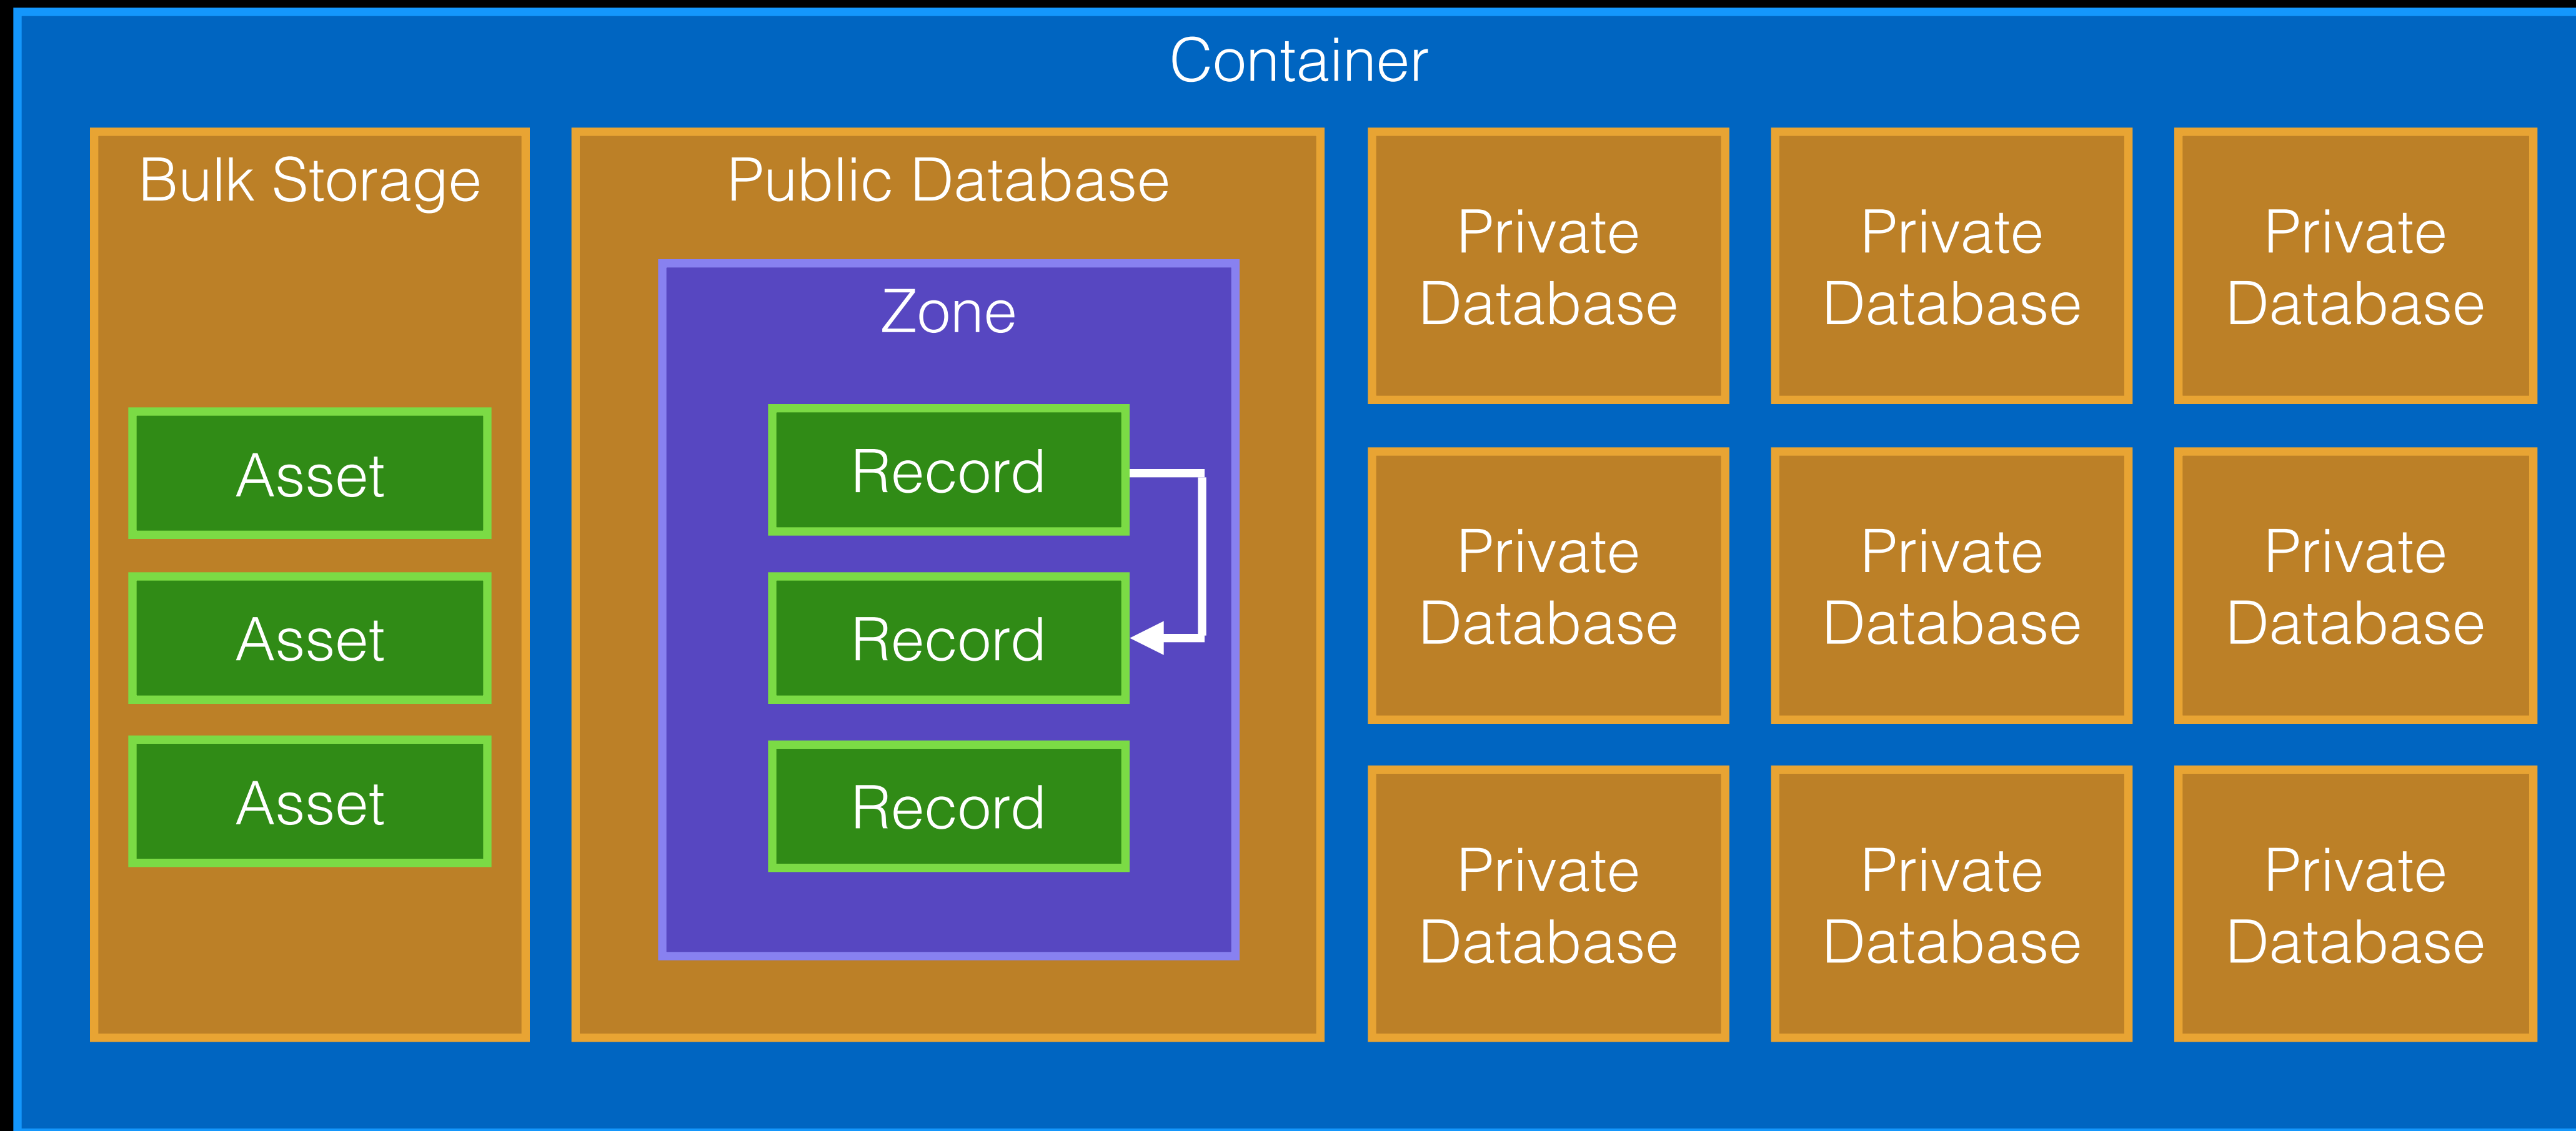 Container
Bulk Storage
Asset
Asset
Asset
Public Database
Zone
Record
Record
Record
Private
Database
Private
Database
Private
Database
Private
Database
Private
Database
Private
Database
Private
Database
Private
Database
Private
Database